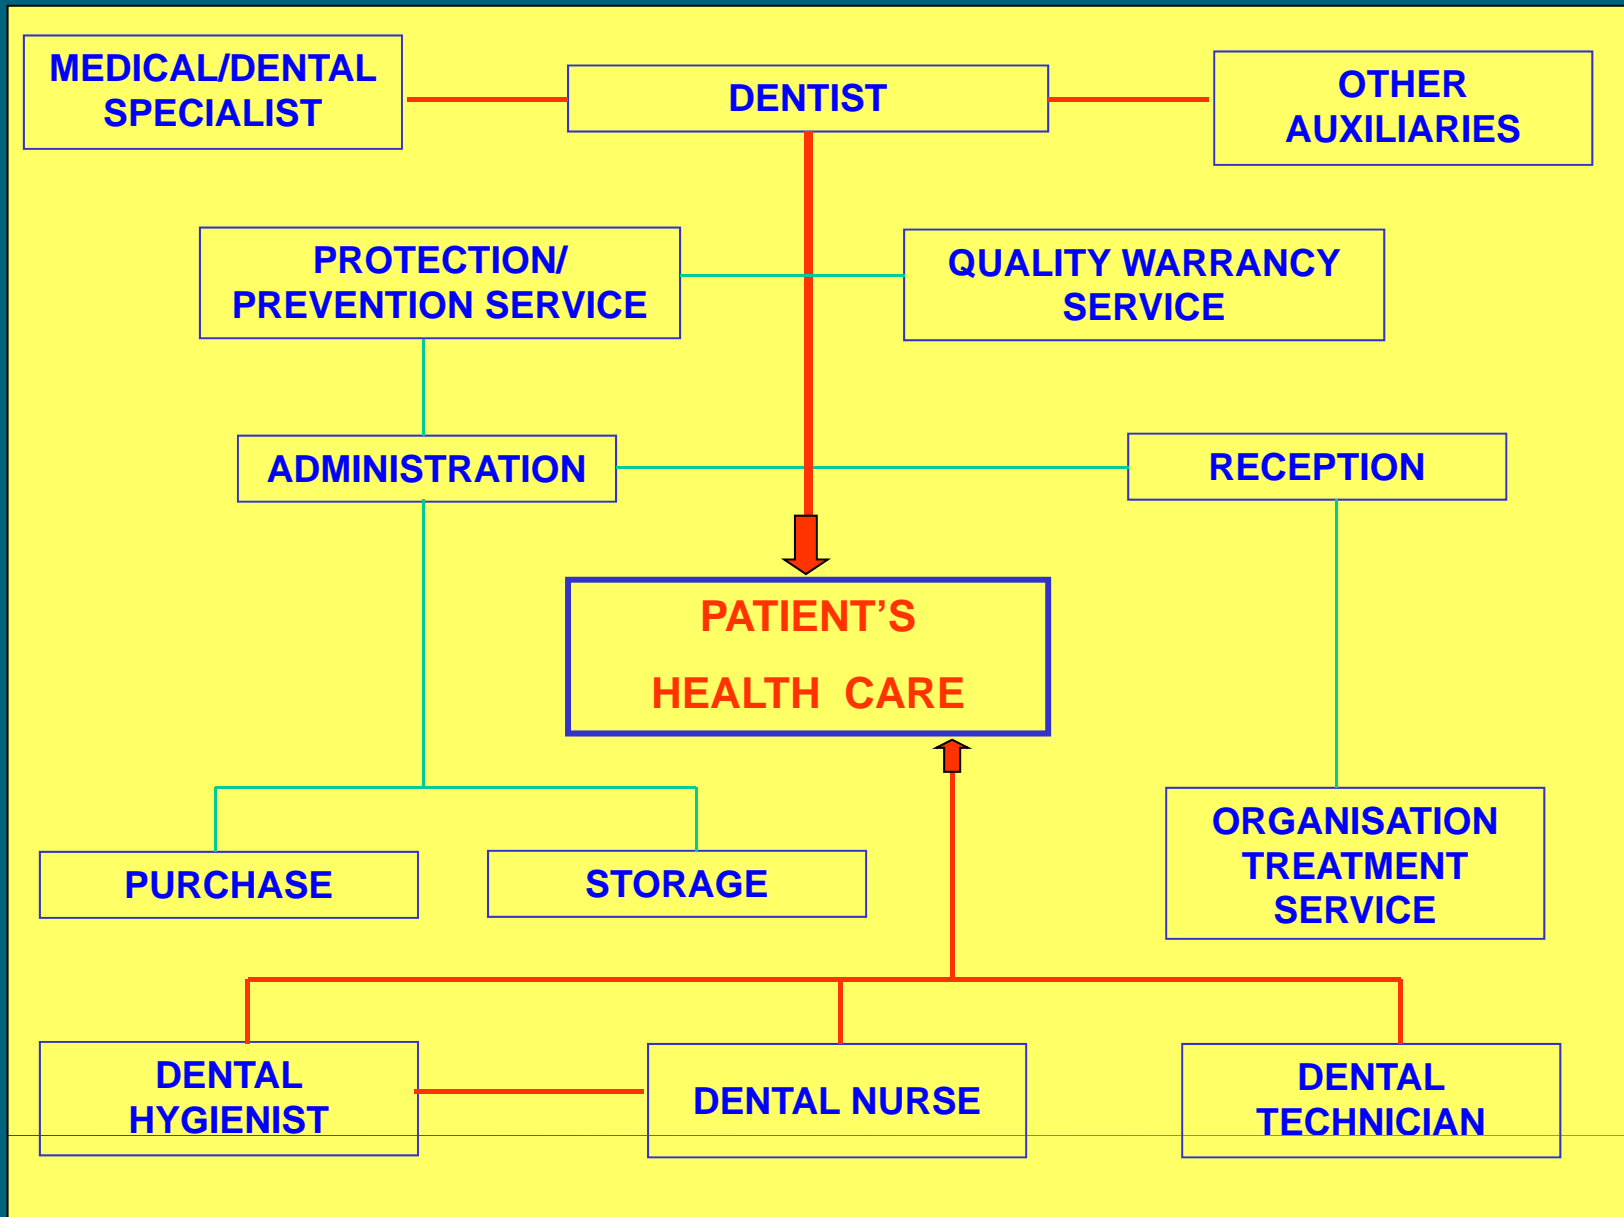 MEDICAL/DENTAL
SPECIALIST
DENTIST
OTHER
AUXILIARIES
PROTECTION/
PREVENTION SERVICE
QUALITY WARRANCY
SERVICE
ADMINISTRATION
RECEPTION
PATIENT’S
HEALTH CARE
PURCHASE
STORAGE
ORGANISATION
TREATMENT
SERVICE
DENTAL
HYGIENIST
DENTAL NURSE
DENTAL
TECHNICIAN